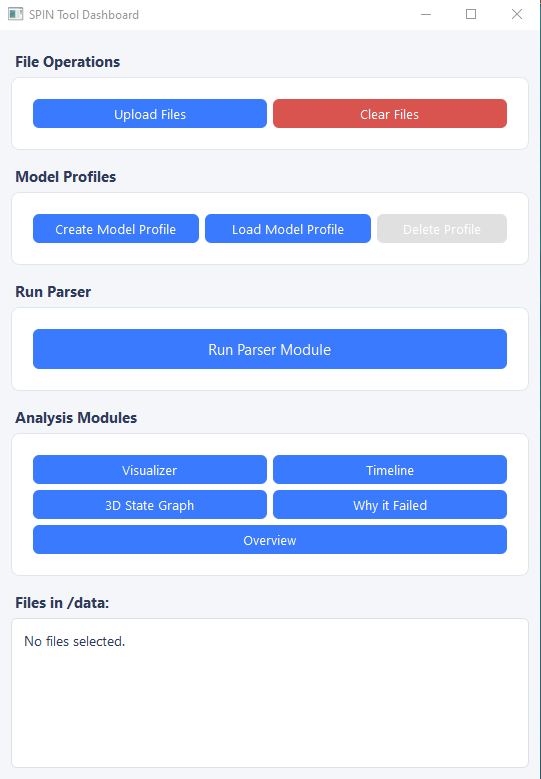 SPIN Tool Dashboard
File Operations
Upload Files
Clear Files
Model Profiles
Create Model Profile
Load Model Profile
Delete Profile
Run Parser
Run Parser Module
Analysis Modules
Visualizer
Timeline
3D State Graph
Why it Failed
Overview
Files in /data:
No files selected.